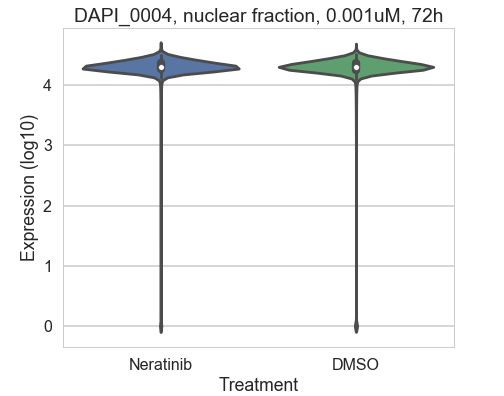 DAPI_0004, nuclear fraction, 0.001uM, 72h
Expression (log10)
4
3
2
1
0
Neratinib DMSO
Treatment